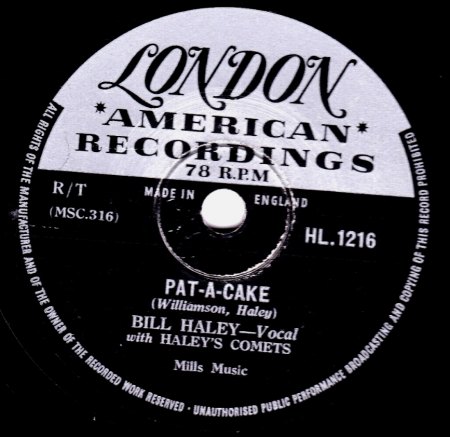 LONDON
*AMERICAN*
RECORDINGS
78 R.P.M
R/T
MADE IN ENGLAND
(MSC.316)
HL.1216
PAT-A-CAKE
(Williamson, Haley)
BILL HALEY—Vocal
with HALEY'S COMETS
Mills Music
ALL RIGHTS OF THE MANUFACTURER AND OF THE OWNER OF THE RECORDED WORK RESERVED · UNAUTHORISED PUBLIC PERFORMANCE BROADCASTING AND COPYING OF THIS RECORD PROHIBITED